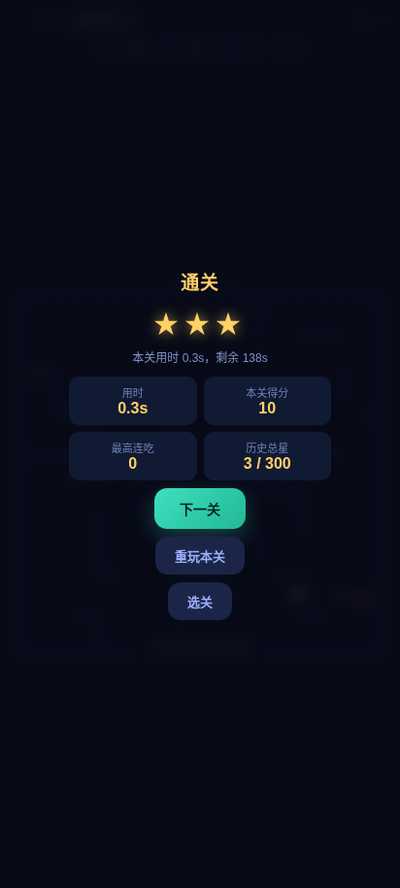 通关
★★★
本关用时 0.3s，剩余 138s
用时
0.3s
本关得分
10
最高连吃
0
历史总星
3 / 300
下一关
重玩本关
选关